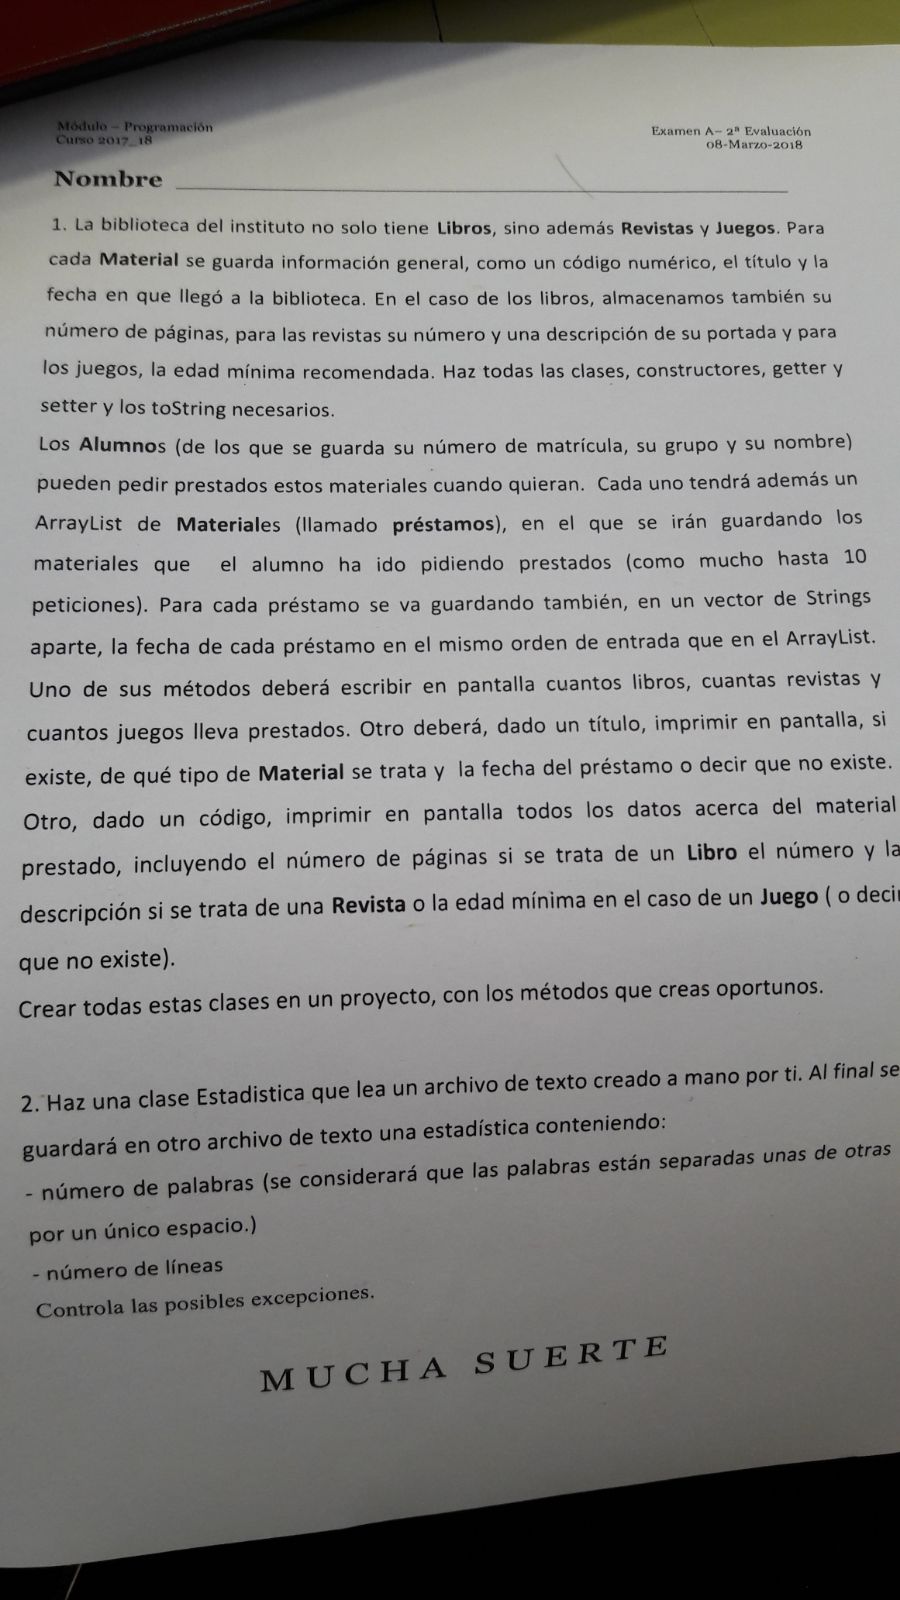 Módulo – Programación
Curso 2017_18
Examen A– 2ª Evaluación
08-Marzo-2018
Nombre
1. La biblioteca del instituto no solo tiene Libros, sino además Revistas y Juegos. Para
cada Material se guarda información general, como un código numérico, el título y la
fecha en que llegó a la biblioteca. En el caso de los libros, almacenamos también su
número de páginas, para las revistas su número y una descripción de su portada y para
los juegos, la edad mínima recomendada. Haz todas las clases, constructores, getter y
setter y los toString necesarios.
Los Alumnos (de los que se guarda su número de matrícula, su grupo y su nombre)
pueden pedir prestados estos materiales cuando quieran. Cada uno tendrá además un
ArrayList de Materiales (llamado préstamos), en el que se irán guardando los
materiales que el alumno ha ido pidiendo prestados (como mucho hasta 10
peticiones). Para cada préstamo se va guardando también, en un vector de Strings
aparte, la fecha de cada préstamo en el mismo orden de entrada que en el ArrayList.
Uno de sus métodos deberá escribir en pantalla cuantos libros, cuantas revistas y
cuantos juegos lleva prestados. Otro deberá, dado un título, imprimir en pantalla, si
existe, de qué tipo de Material se trata y la fecha del préstamo o decir que no existe.
Otro, dado un código, imprimir en pantalla todos los datos acerca del material
prestado, incluyendo el número de páginas si se trata de un Libro el número y la
descripción si se trata de una Revista o la edad mínima en el caso de un Juego ( o decir
que no existe).
Crear todas estas clases en un proyecto, con los métodos que creas oportunos.
2. Haz una clase Estadistica que lea un archivo de texto creado a mano por ti. Al final se
guardará en otro archivo de texto una estadística conteniendo:
- número de palabras (se considerará que las palabras están separadas unas de otras
por un único espacio.)
- número de líneas
Controla las posibles excepciones.
MUCHA SUERTE